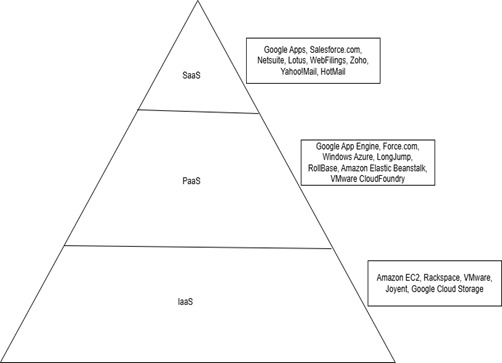 SaaS
Google Apps, Salesforce.com,
Netsuite, Lotus, WebFilings, Zoho,
Yahoo!Mail, HotMail
PaaS
Google App Engine, Force.com,
Windows Azure, LongJump,
RollBase, Amazon Elastic Beanstalk,
VMware CloudFoundry
IaaS
Amazon EC2, Rackspace, VMware,
Joyent, Google Cloud Storage